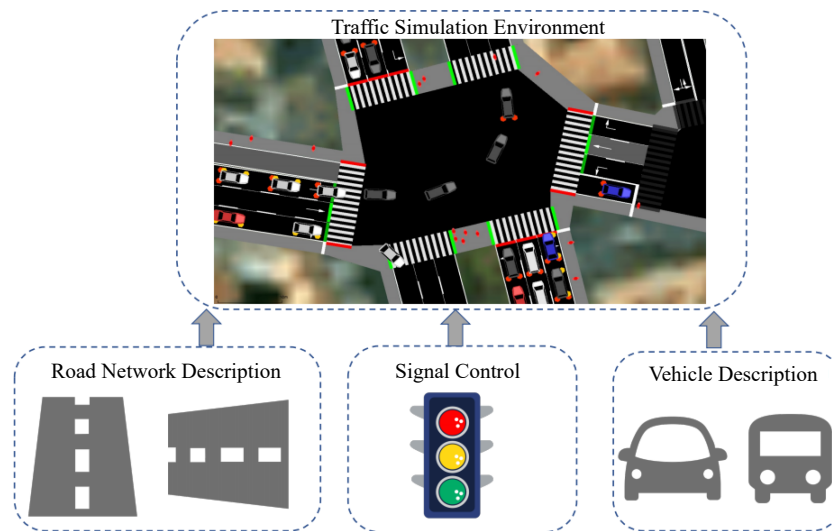 Traffic Simulation Environment
Road Network Description
Signal Control
Vehicle Description